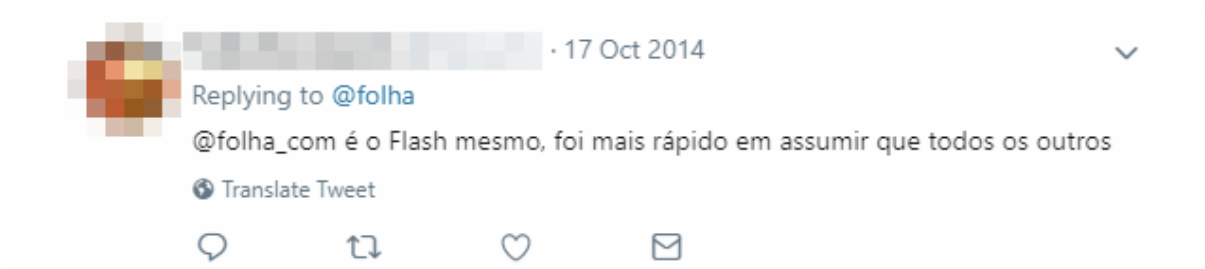 · 17 Oct 2014
Replying to @folha
@folha_com é o Flash mesmo, foi mais rápido em assumir que todos os outros
Translate Tweet